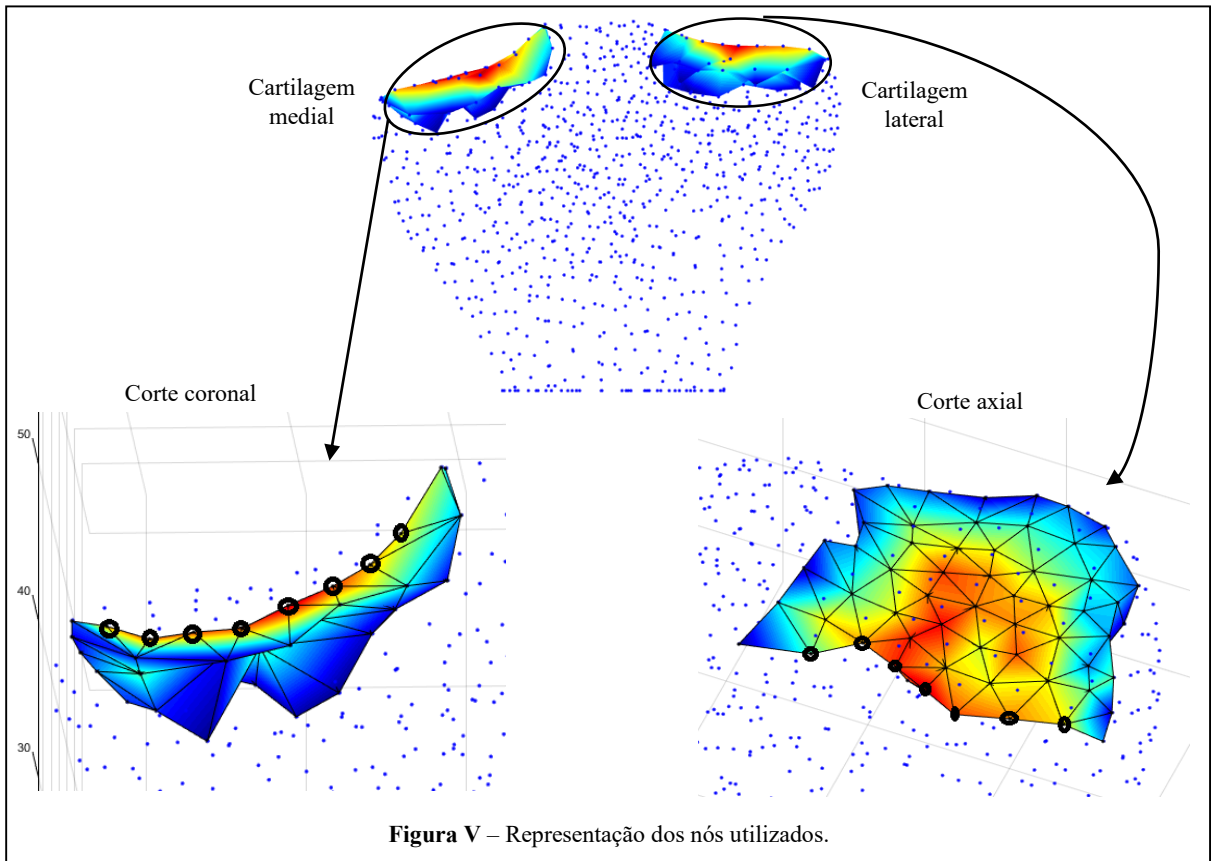 Cartilagem
medial
Cartilagem
lateral
Corte coronal
Corte axial
50
40
30
Figura V – Representação dos nós utilizados.